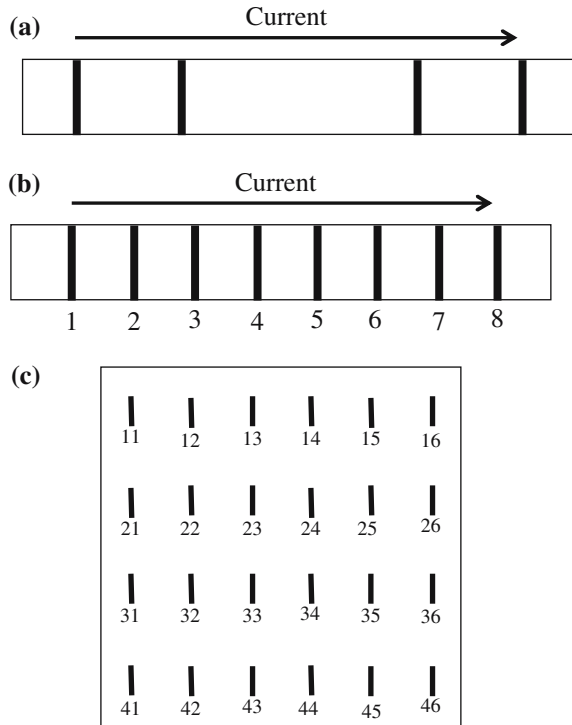 (a)
Current
(b)
Current
1 2 3 4 5 6 7 8
(c)
11 12 13 14 15 16
21 22 23 24 25 26
31 32 33 34 35 36
41 42 43 44 45 46